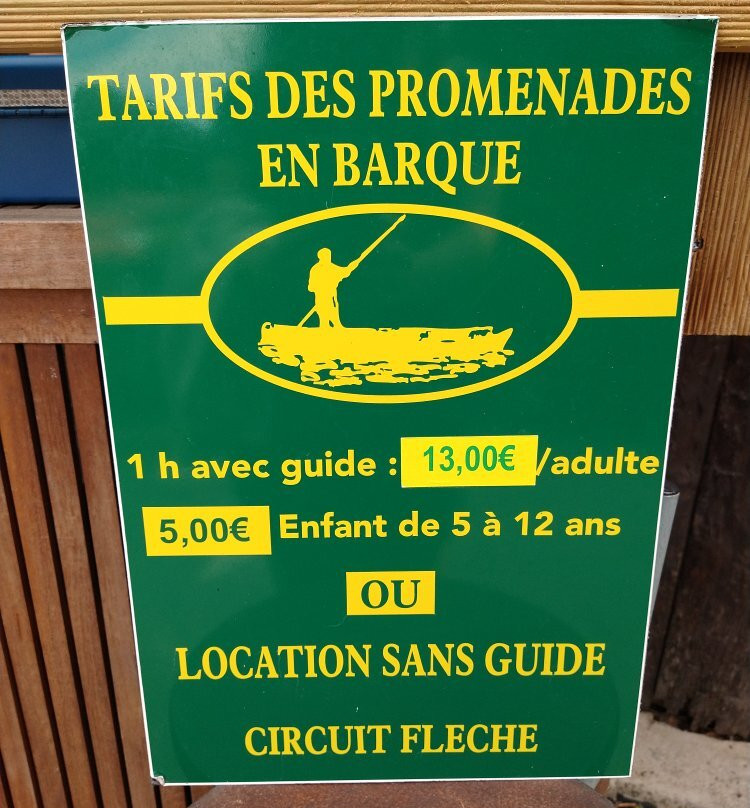 TARIFS DES PROMENADES
EN BARQUE
1 h avec guide : 13,00€/adulte
5,00€ Enfant de 5 à 12 ans
OU
LOCATION SANS GUIDE
CIRCUIT FLECHE